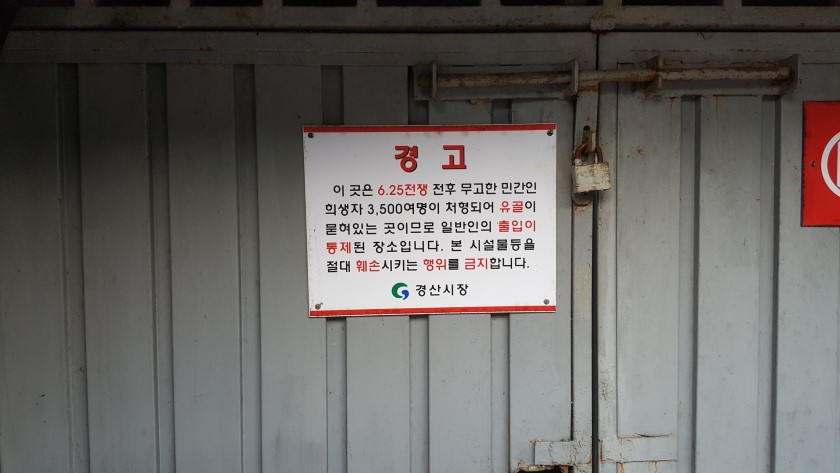 경 고
이 곳은 6.25전쟁 전후 무고한 민간인
희생자 3,500여명이 처형되어 유골이
묻혀있는 곳이므로 일반인의 출입이
통제된 장소입니다. 본 시설물등을
절대 훼손시키는 행위를 금지합니다.
경산시장